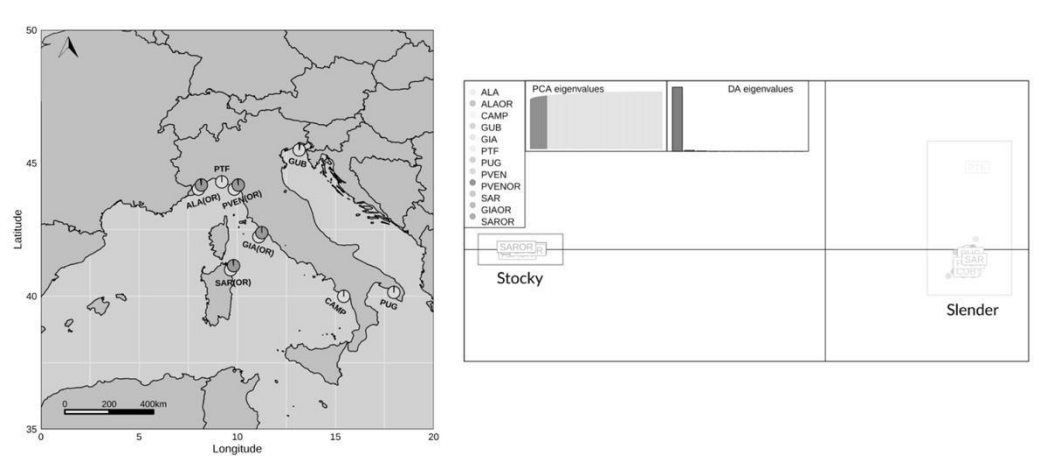 50
45
40
35
0
5
10
15
20
Latitude
Longitude
0 200 400km
PTF
GUB
ALA(OR)
PVEN(OR)
GIA(OR)
SAR(OR)
CAMP
PUG
ALA
ALAOR
CAMP
GUB
GIA
PTF
PUG
PVEN
PVENOR
SAR
GIAOR
SAROR
PCA eigenvalues
DA eigenvalues
SAROR
Stocky
PTF
SAR
Slender